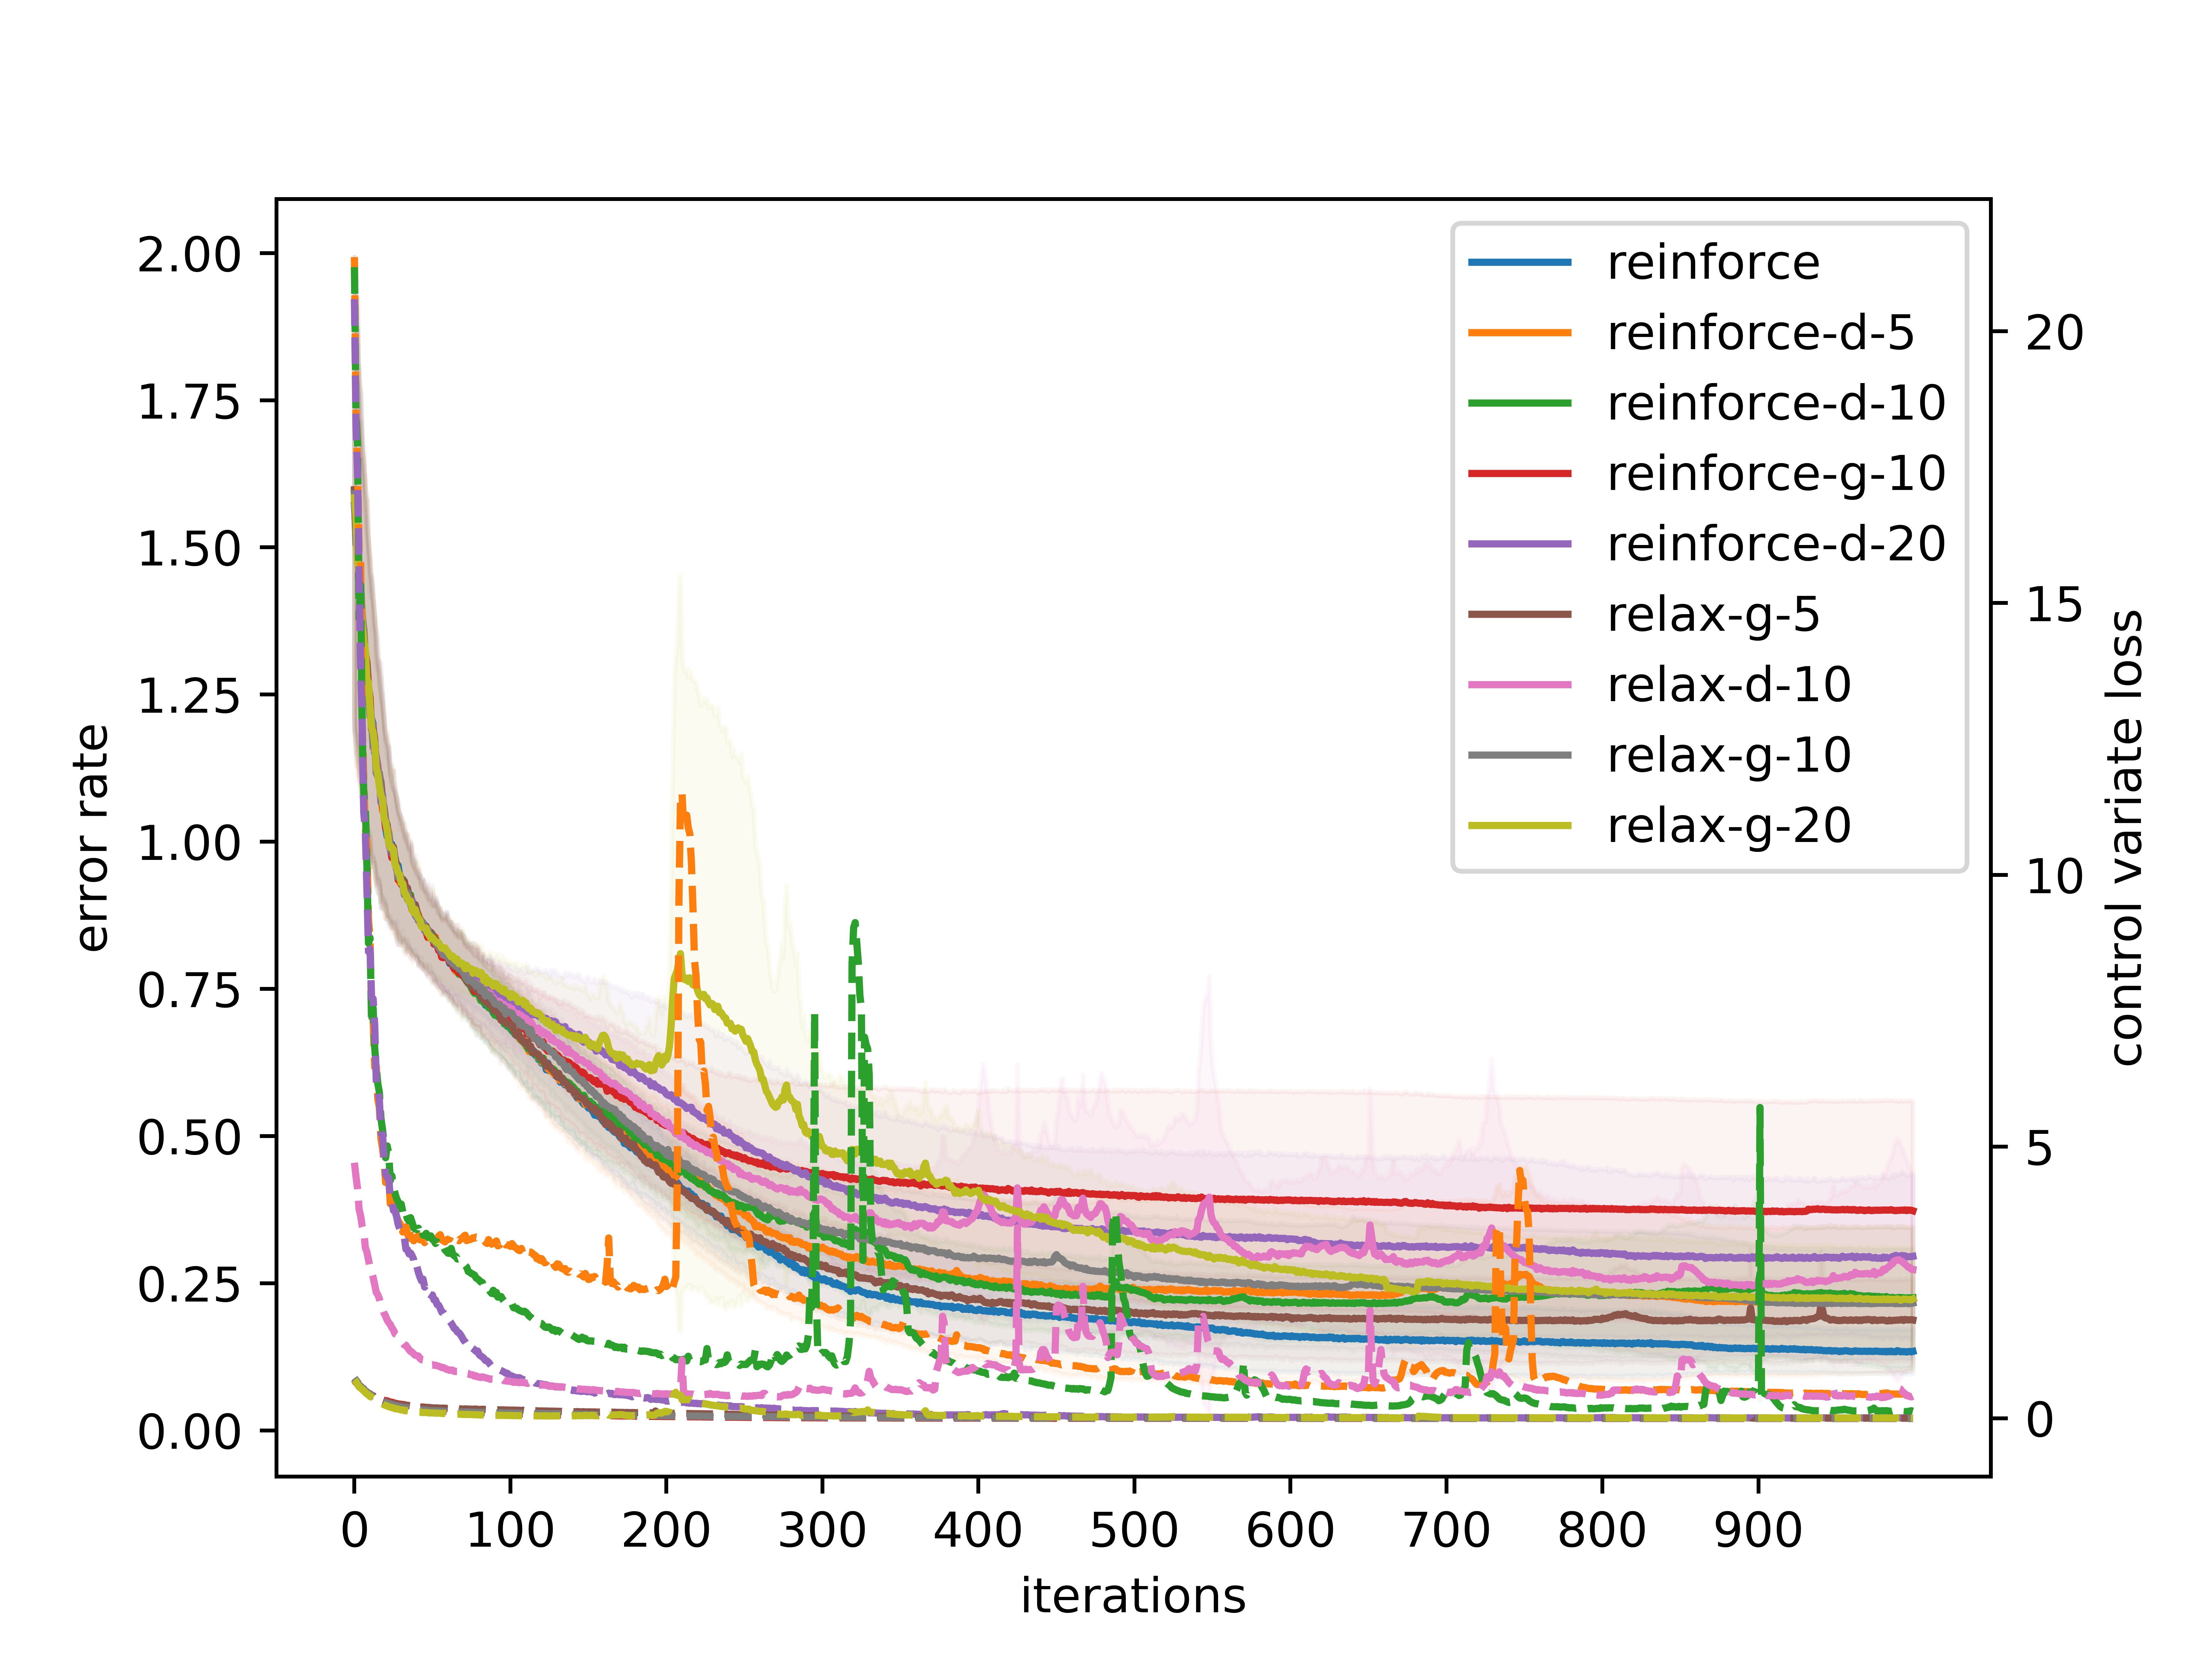 2.00
1.75
1.50
1.25
1.00
0.75
0.50
0.25
0.00
error rate
0 100 200 300 400 500 600 700 800 900
iterations
20
15
10
5
0
control variate loss
reinforce
reinforce-d-5
reinforce-d-10
reinforce-g-10
reinforce-d-20
relax-g-5
relax-d-10
relax-g-10
relax-g-20